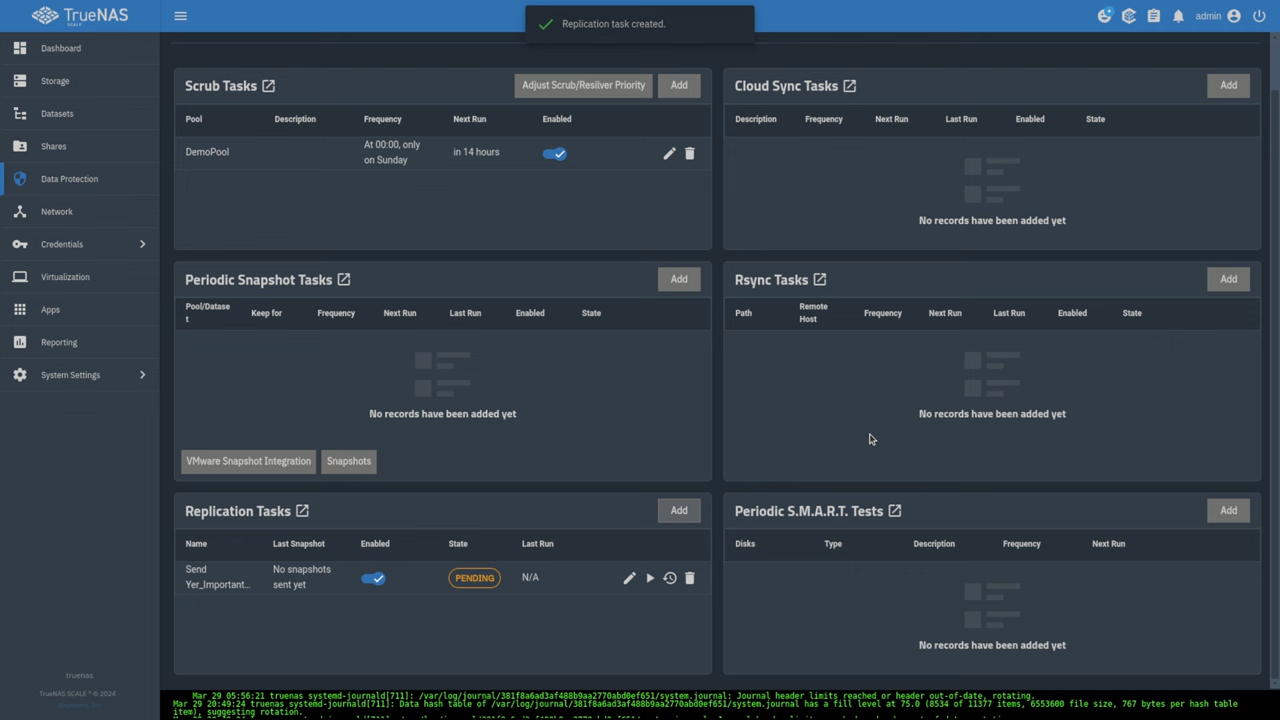 TrueNAS
SCALE
Replication task created.
admin
Dashboard
Storage
Datasets
Shares
Data Protection
Network
Credentials
Virtualization
Apps
Reporting
System Settings
truenas
TrueNAS SCALE ® © 2024
Scrub Tasks
Adjust Scrub/Resilver Priority
Add
Pool Description Frequency Next Run Enabled
DemoPool At 00:00, only in 14 hours
on Sunday
Cloud Sync Tasks
Add
Description Frequency Next Run Last Run Enabled State
No records have been added yet
Periodic Snapshot Tasks
Add
Pool/Datase
t Keep for Frequency Next Run Last Run Enabled State
No records have been added yet
VMware Snapshot Integration Snapshots
Rsync Tasks
Add
Path Remote
Host Frequency Next Run Last Run Enabled State
No records have been added yet
Replication Tasks
Add
Name Last Snapshot Enabled State Last Run
Send No snapshots PENDING N/A
Yer_Important... sent yet
Periodic S.M.A.R.T. Tests
Add
Disks Type Description Frequency Next Run
No records have been added yet
Mar 29 05:56:21 truenas systemd-journald[711]: /var/log/journal/381f8a6ad3af488b9aa2770abd0ef651/system.journal: Journal header limits reached or header out-of-date, rotating.
Mar 29 20:49:24 truenas systemd-journald[711]: Data hash table of /var/log/journal/381f8a6ad3af488b9aa2770abd0ef651/system.journal has a fill level at 75.0 (8534 of 11377 items, 6553600 file size, 767 bytes per hash table
item), suggesting rotation.